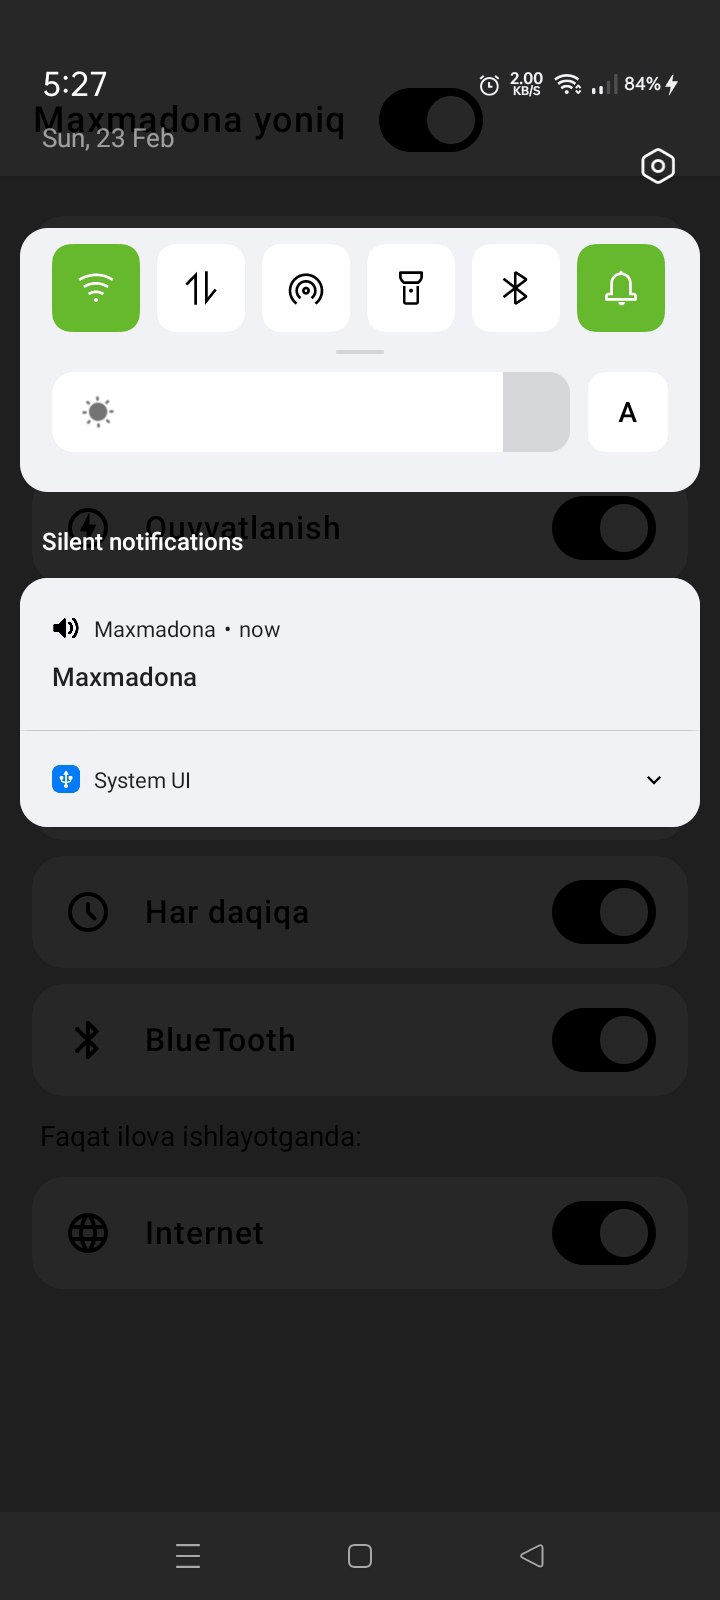 5:27
2.00
KB/S
84%
Maxmadona yoniq
Sun, 23 Feb
A
Quvvatlanish
Silent notifications
Maxmadona • now
Maxmadona
System UI
Har daqiqa
BlueTooth
Faqat ilova ishlayotganda:
Internet